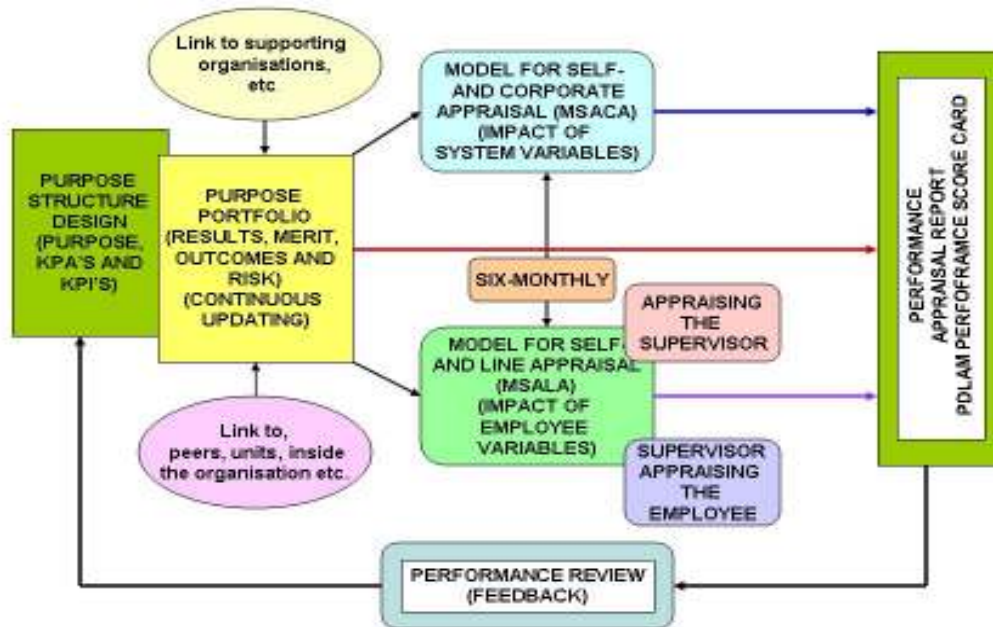 Link to supporting
organisations,
etc
MODEL FOR SELF-
AND CORPORATE
APPRAISAL (MSACA)
(IMPACT OF
SYSTEM VARIABLES)
PURPOSE
STRUCTURE
DESIGN
(PURPOSE,
KPA'S AND
KPI'S)
PURPOSE
PORTFOLIO
(RESULTS, MERIT,
OUTCOMES AND
RISK)
(CONTINUOUS
UPDATING)
SIX-MONTHLY
APPRAISING
THE
SUPERVISOR
MODEL FOR SELF-
AND LINE APPRAISAL
(MSALA)
(IMPACT OF
EMPLOYEE
VARIABLES)
Link to,
peers, units, inside
the organisation etc.
SUPERVISOR
APPRAISING
THE
EMPLOYEE
PERFORMANCE
APPRAISAL REPORT
PDLAM PERFOFRAMCE SCORE CARD
PERFORMANCE REVIEW
(FEEDBACK)